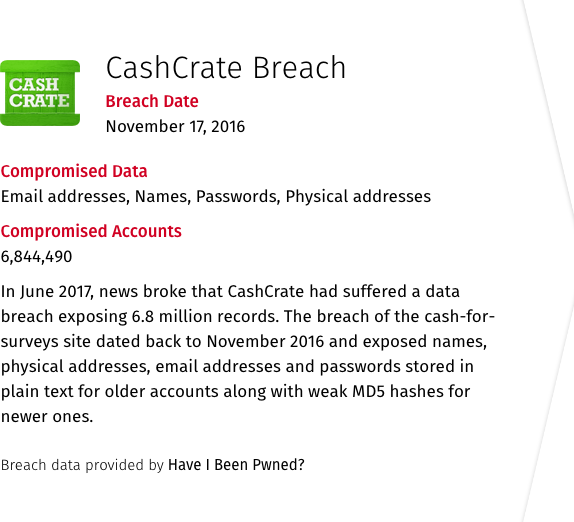 CASH
CRATE
CashCrate Breach
Breach Date
November 17, 2016
Compromised Data
Email addresses, Names, Passwords, Physical addresses
Compromised Accounts
6,844,490
In June 2017, news broke that CashCrate had suffered a data
breach exposing 6.8 million records. The breach of the cash-for-
surveys site dated back to November 2016 and exposed names,
physical addresses, email addresses and passwords stored in
plain text for older accounts along with weak MD5 hashes for
newer ones.
Breach data provided by Have I Been Pwned?